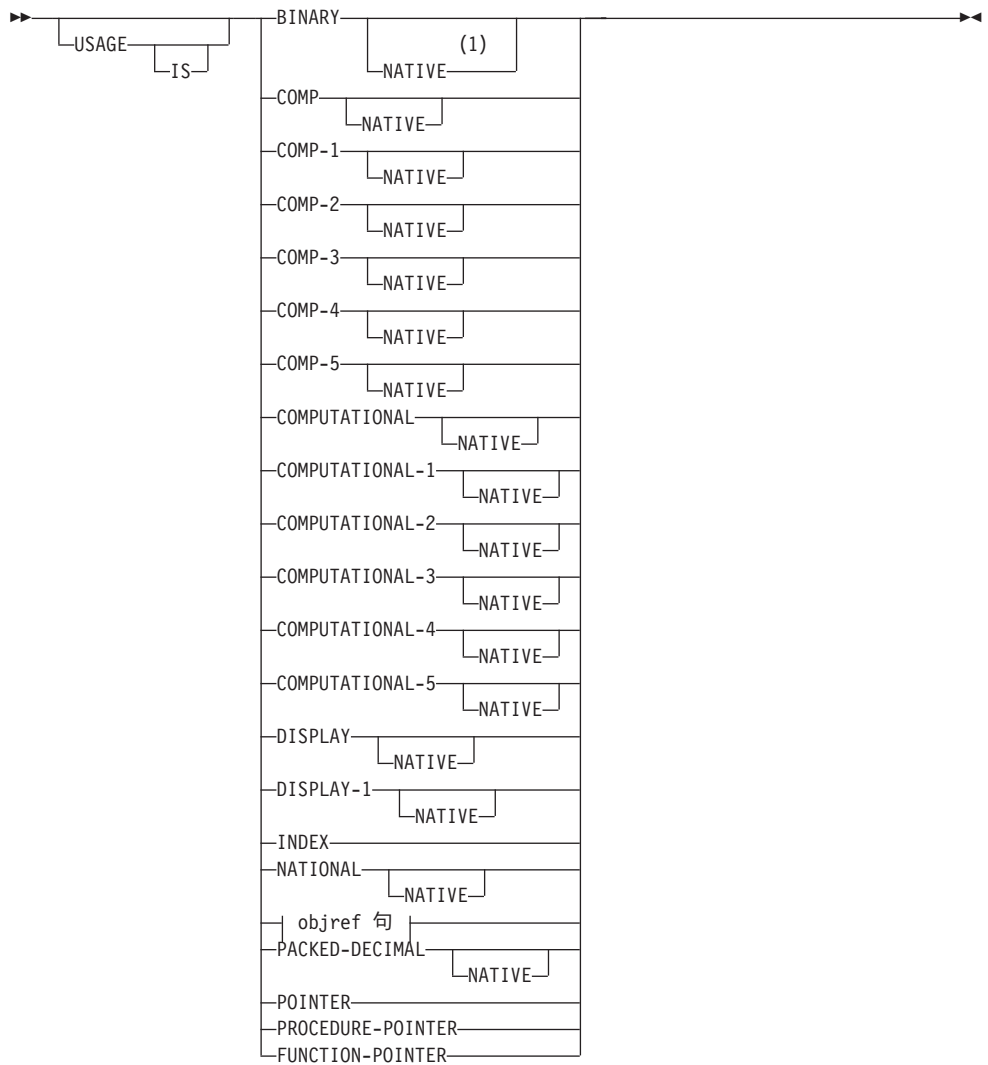 BINARY
USAGE
(1)
IS
NATIVE
COMP
NATIVE
COMP-1
NATIVE
COMP-2
NATIVE
COMP-3
NATIVE
COMP-4
NATIVE
COMP-5
NATIVE
COMPUTATIONAL
NATIVE
COMPUTATIONAL-1
NATIVE
COMPUTATIONAL-2
NATIVE
COMPUTATIONAL-3
NATIVE
COMPUTATIONAL-4
NATIVE
COMPUTATIONAL-5
NATIVE
DISPLAY
NATIVE
DISPLAY-1
NATIVE
INDEX
NATIONAL
NATIVE
objref 句
PACKED-DECIMAL
NATIVE
POINTER
PROCEDURE-POINTER
FUNCTION-POINTER